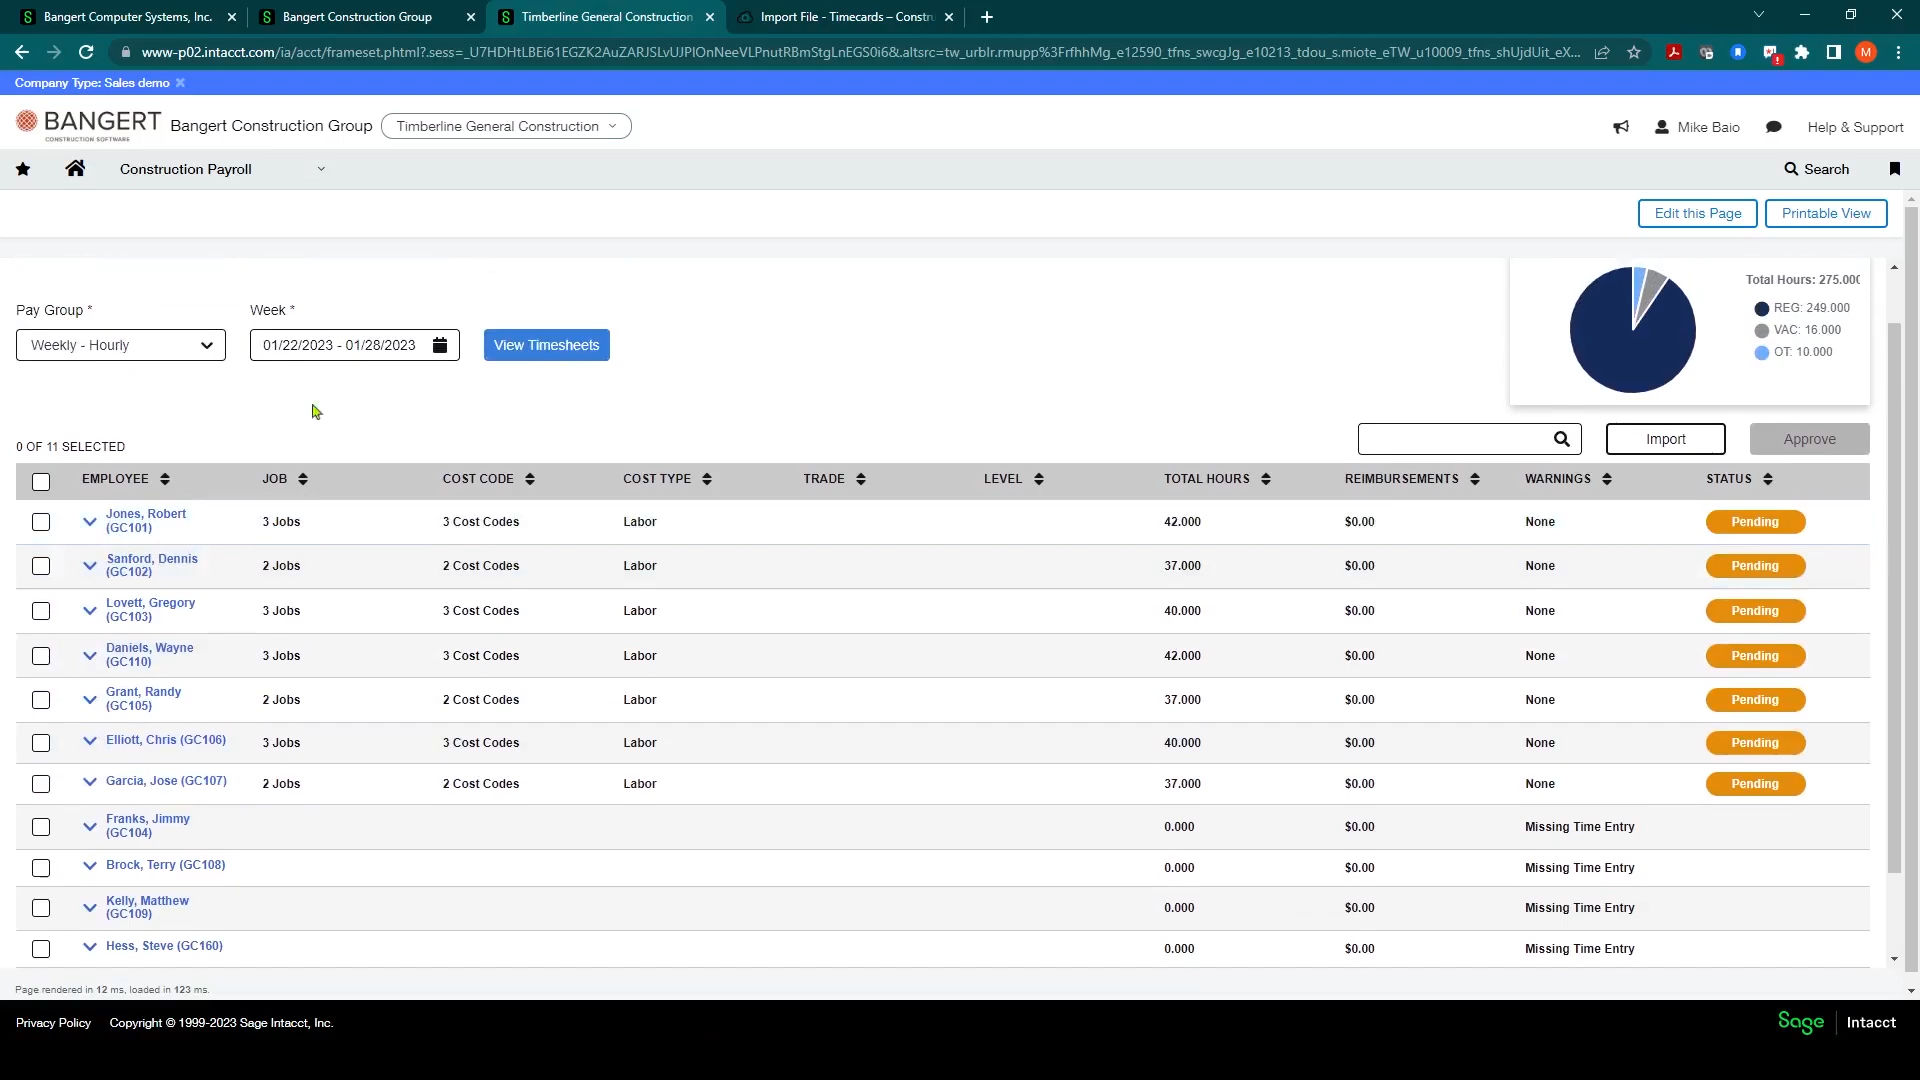 Bangert Computer Systems, Inc.
Bangert Construction Group
Timberline General Construction
Import File - Timecards – Constru
www-p02.intacct.com
Company Type: Sales demo
BANGERT
CONSTRUCTION SOFTWARE
Bangert Construction Group
Timberline General Construction
Mike Baio
Help & Support
Construction Payroll
Search
Edit this Page
Printable View
Pay Group *
Week *
Weekly - Hourly
01/22/2023 - 01/28/2023
View Timesheets
Total Hours: 275.000
REG: 249.000
VAC: 16.000
OT: 10.000
0 OF 11 SELECTED
Import
Approve
EMPLOYEE JOB COST CODE COST TYPE TRADE LEVEL TOTAL HOURS REIMBURSEMENTS WARNINGS STATUS
Jones, Robert
(GC101)
3 Jobs 3 Cost Codes Labor 42.000 $0.00 None Pending
Sanford, Dennis
(GC102)
2 Jobs 2 Cost Codes Labor 37.000 $0.00 None Pending
Lovett, Gregory
(GC103)
3 Jobs 3 Cost Codes Labor 40.000 $0.00 None Pending
Daniels, Wayne
(GC110)
3 Jobs 3 Cost Codes Labor 42.000 $0.00 None Pending
Grant, Randy
(GC105)
2 Jobs 2 Cost Codes Labor 37.000 $0.00 None Pending
Elliott, Chris (GC106) 3 Jobs 3 Cost Codes Labor 40.000 $0.00 None Pending
Garcia, Jose (GC107) 2 Jobs 2 Cost Codes Labor 37.000 $0.00 None Pending
Franks, Jimmy
(GC104)
0.000 $0.00 Missing Time Entry
Brock, Terry (GC108) 0.000 $0.00 Missing Time Entry
Kelly, Matthew
(GC109)
0.000 $0.00 Missing Time Entry
Hess, Steve (GC160) 0.000 $0.00 Missing Time Entry
Page rendered in 12 ms, loaded in 123 ms.
Privacy Policy Copyright © 1999-2023 Sage Intacct, Inc.
Sage Intacct